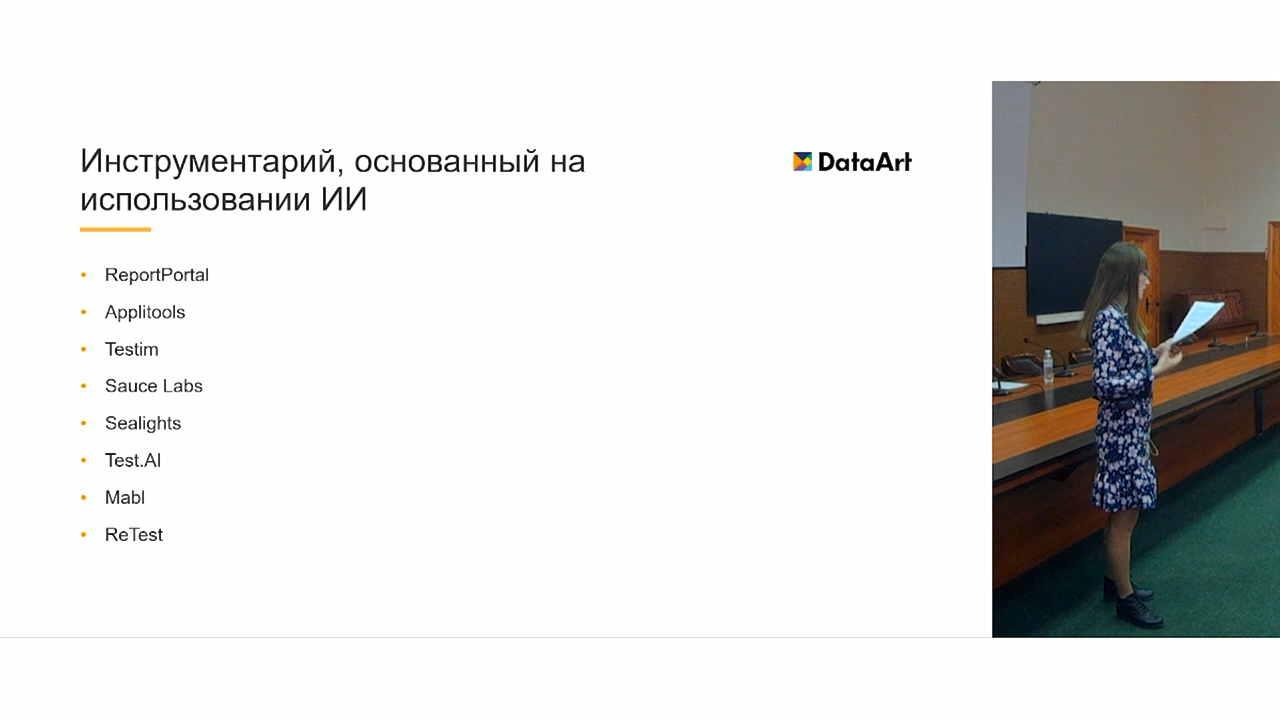 Инструментарий, основанный на
использовании ИИ
DataArt
ReportPortal
Applitools
Testim
Sauce Labs
Sealights
Test.AI
Mabl
ReTest